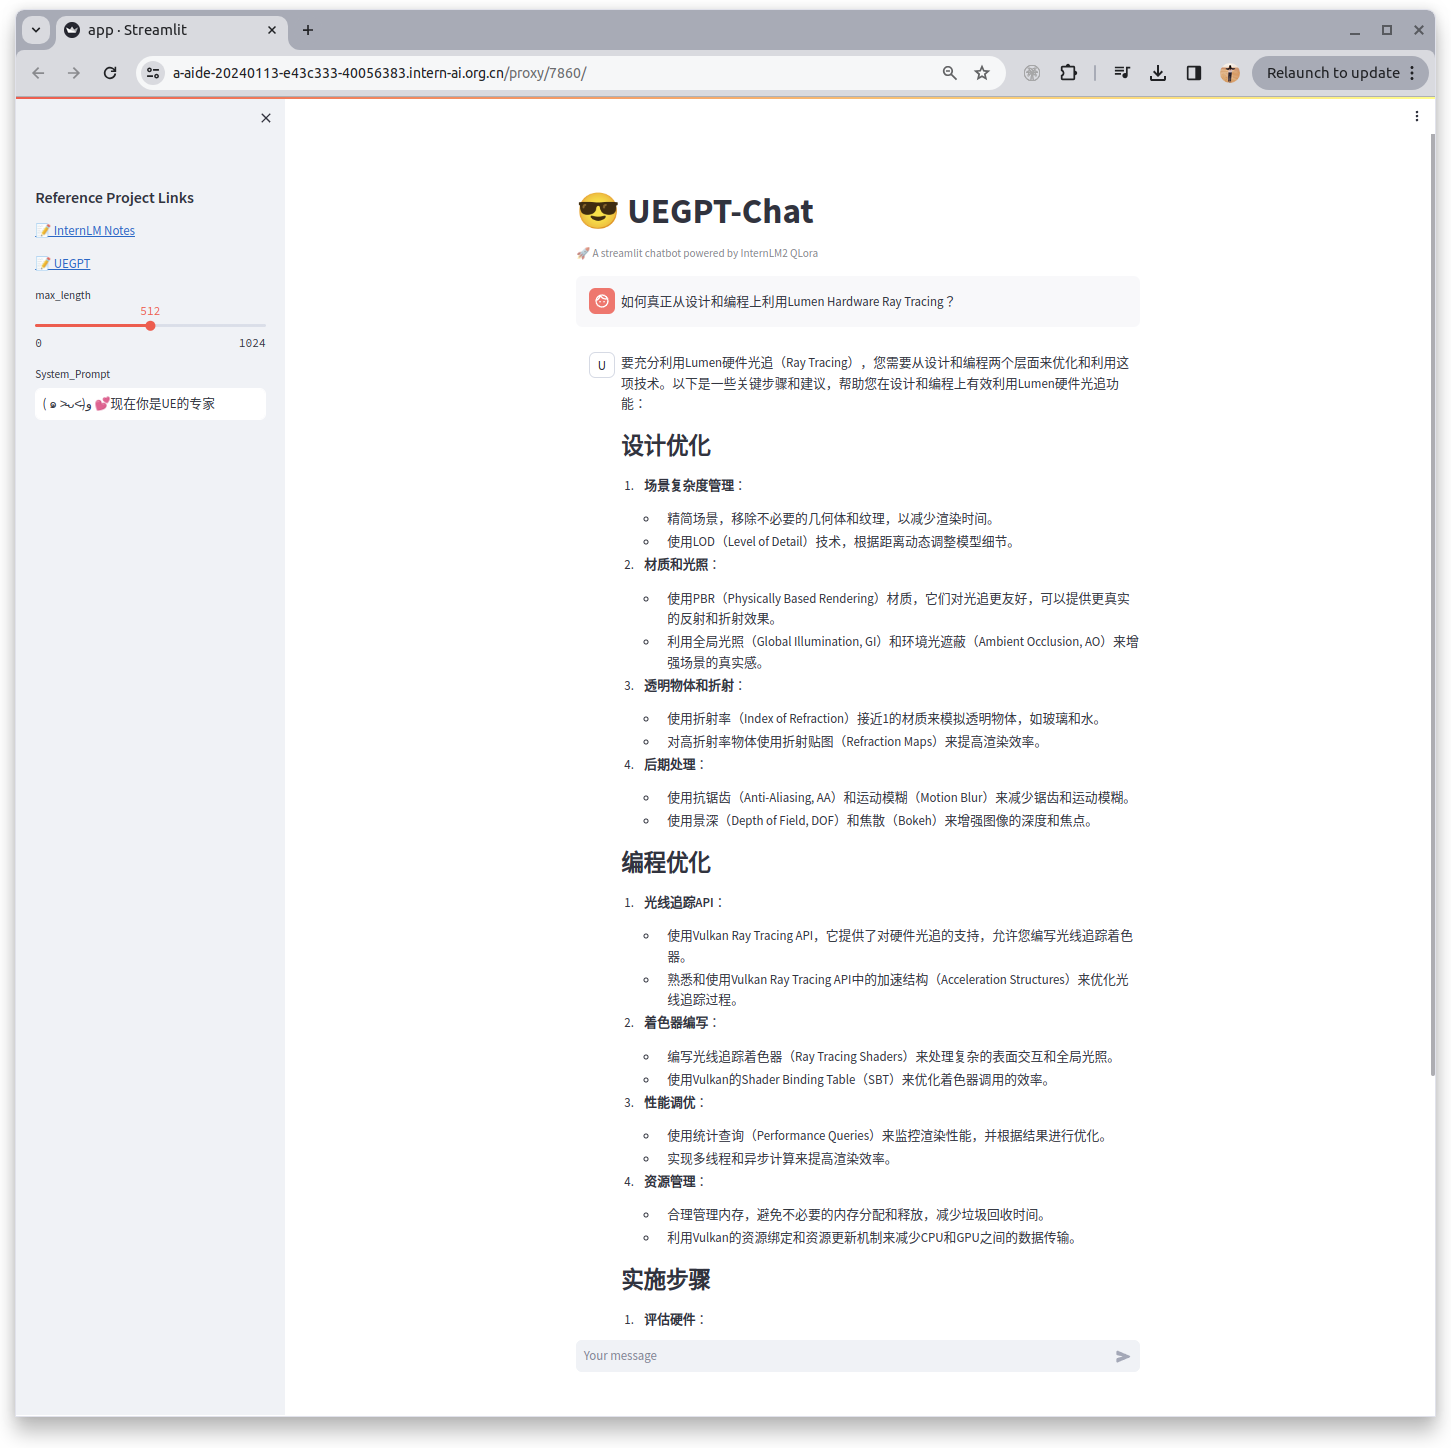 app · Streamlit
a-aide-20240113-e43c333-40056383.intern-ai.org.cn/proxy/7860/
Relaunch to update
Reference Project Links
📝 InternLM Notes
📝 UEGPT
max_length
512
0 1024
System_Prompt
💕现在你是UE的专家
😎 UEGPT-Chat
🚀 A streamlit chatbot powered by InternLM2 QLora
如何真正从设计和编程上利用Lumen Hardware Ray Tracing？
U
要充分利用Lumen硬件光追（Ray Tracing），您需要从设计和编程两个层面来优化和利用这
项技术。以下是一些关键步骤和建议，帮助您在设计和编程上有效利用Lumen硬件光追功
能：
设计优化
1. 场景复杂度管理：
精简场景，移除不必要的几何体和纹理，以减少渲染时间。
使用LOD（Level of Detail）技术，根据距离动态调整模型细节。
2. 材质和光照：
使用PBR（Physically Based Rendering）材质，它们对光追更友好，可以提供更真实
的反射和折射效果。
利用全局光照（Global Illumination, GI）和环境光遮蔽（Ambient Occlusion, AO）来增
强场景的真实感。
3. 透明物体和折射：
使用折射率（Index of Refraction）接近1的材质来模拟透明物体，如玻璃和水。
对高折射率物体使用折射贴图（Refraction Maps）来提高渲染效率。
4. 后期处理：
使用抗锯齿（Anti-Aliasing, AA）和运动模糊（Motion Blur）来减少锯齿和运动模糊。
使用景深（Depth of Field, DOF）和焦散（Bokeh）来增强图像的深度和焦点。
编程优化
1. 光线追踪API：
使用Vulkan Ray Tracing API，它提供了对硬件光追的支持，允许您编写光线追踪着色
器。
熟悉和使用Vulkan Ray Tracing API中的加速结构（Acceleration Structures）来优化光
线追踪过程。
2. 着色器编写：
编写光线追踪着色器（Ray Tracing Shaders）来处理复杂的表面交互和全局光照。
使用Vulkan的Shader Binding Table（SBT）来优化着色器调用的效率。
3. 性能调优：
使用统计查询（Performance Queries）来监控渲染性能，并根据结果进行优化。
实现多线程和异步计算来提高渲染效率。
4. 资源管理：
合理管理内存，避免不必要的内存分配和释放，减少垃圾回收时间。
利用Vulkan的资源绑定和资源更新机制来减少CPU和GPU之间的数据传输。
实施步骤
1. 评估硬件：
Your message